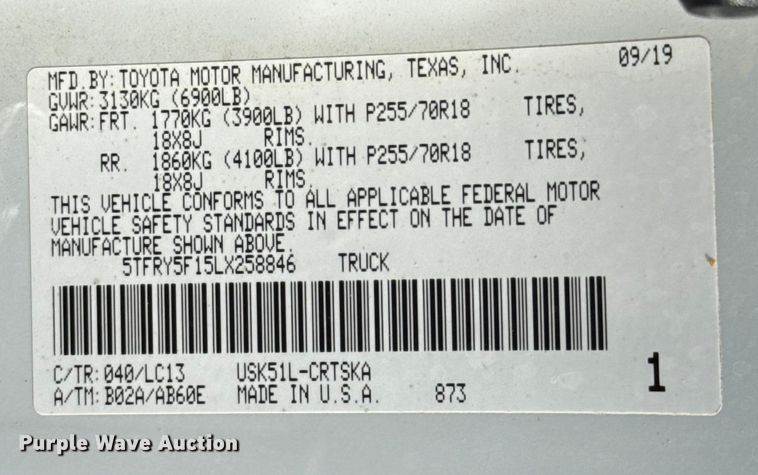 MFD.BY:TOYOTA MOTOR MANUFACTURING, TEXAS, INC. 09/19
GVWR:3130KG (6900LB)
GAWR:FRT. 1770KG (3900LB) WITH P255/70R18 TIRES,
18X8J RIMS.
RR. 1860KG (4100LB) WITH P255/70R18 TIRES,
18X8J RIMS.
THIS VEHICLE CONFORMS TO ALL APPLICABLE FEDERAL MOTOR
VEHICLE SAFETY STANDARDS IN EFFECT ON THE DATE OF
MANUFACTURE SHOWN ABOVE.
5TFRY5F15LX258846 TRUCK
C/TR:040/LC13 USK51L-CRTSKA 1
A/TM:B02A/AB60E MADE IN U.S.A. 873
Purple Wave Auction